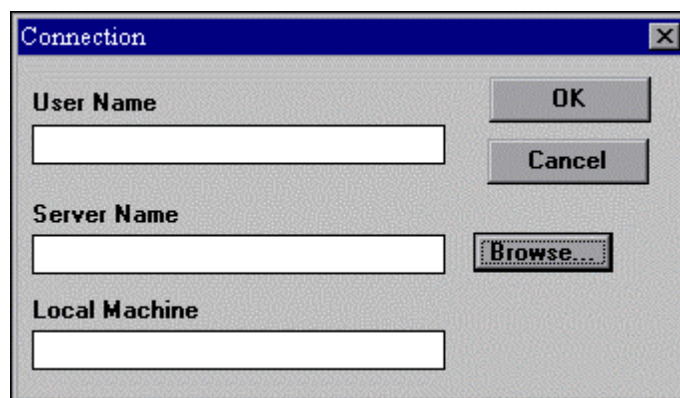 Connection
User Name
OK
Cancel
Server Name
Browse...
Local Machine